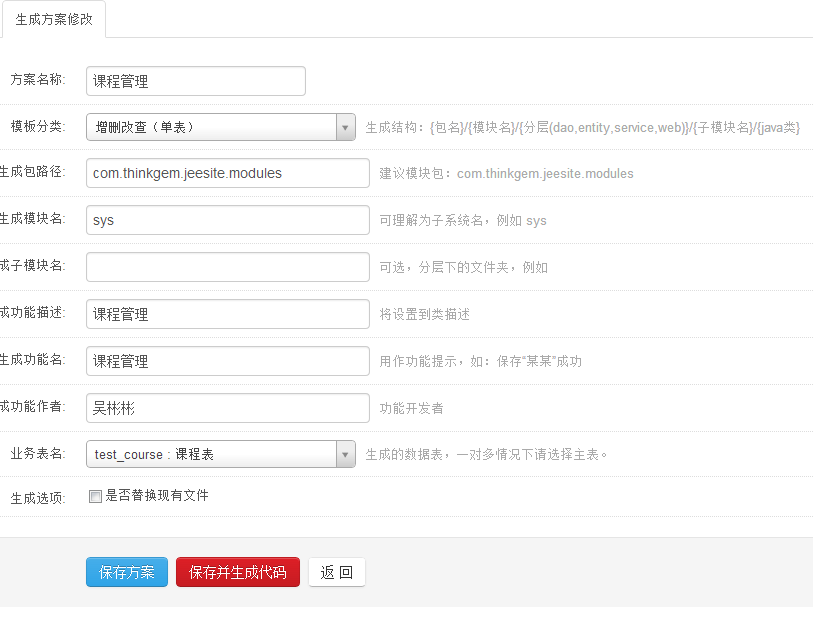 生成方案修改
方案名称: 课程管理
模板分类: 增删改查（单表） 生成结构：{包名}/{模块名}/{分层(dao,entity,service,web)}/{子模块名}/{java类}
生成包路径: com.thinkgem.jeesite.modules 建议模块包：com.thinkgem.jeesite.modules
生成模块名: sys 可理解为子系统名，例如 sys
成子模块名: 可选，分层下的文件夹，例如
成功能描述: 课程管理 将设置到类描述
生成功能名: 课程管理 用作功能提示，如：保存“某某”成功
成功能作者: 吴彬彬 功能开发者
业务表名: test_course : 课程表 生成的数据表，一对多情况下请选择主表。
生成选项: 是否替换现有文件
保存方案 保存并生成代码 返 回